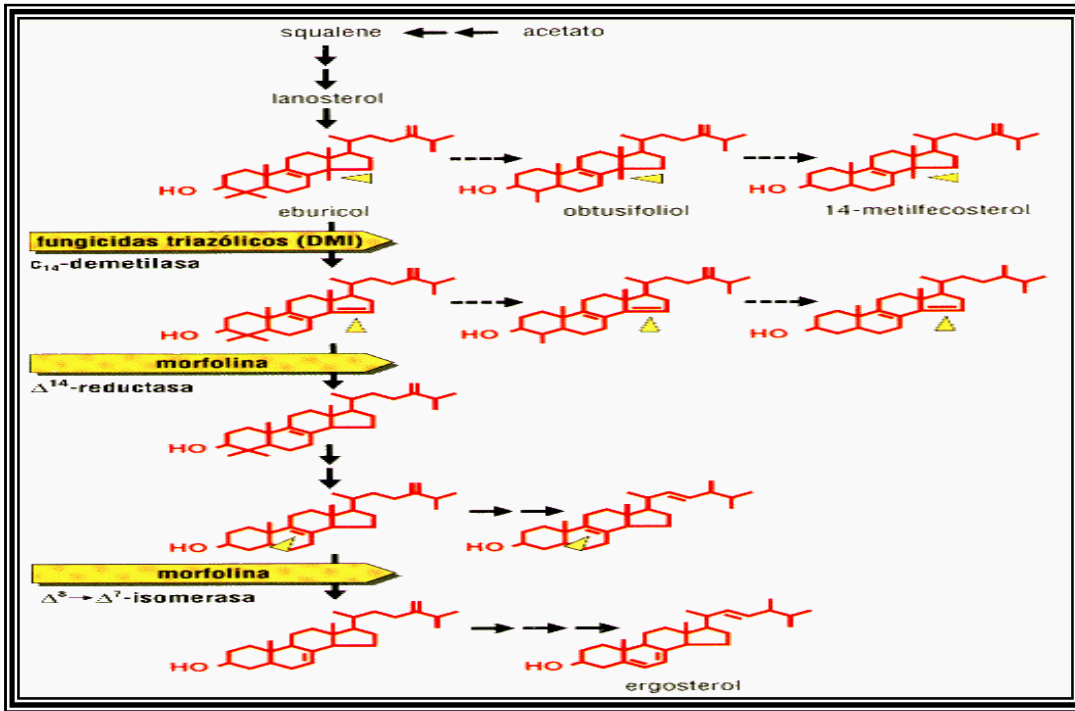 squalene acetato
lanosterol
HO HO HO
eburicol obtusifoliol 14-metilfecosterol
fungicidas triazólicos (DMI)
c₁₄-demetilasa
HO HO HO
morfolina
Δ¹⁴-reductasa
HO
HO HO
morfolina
Δ⁸→Δ⁷-isomerasa
HO HO
ergosterol